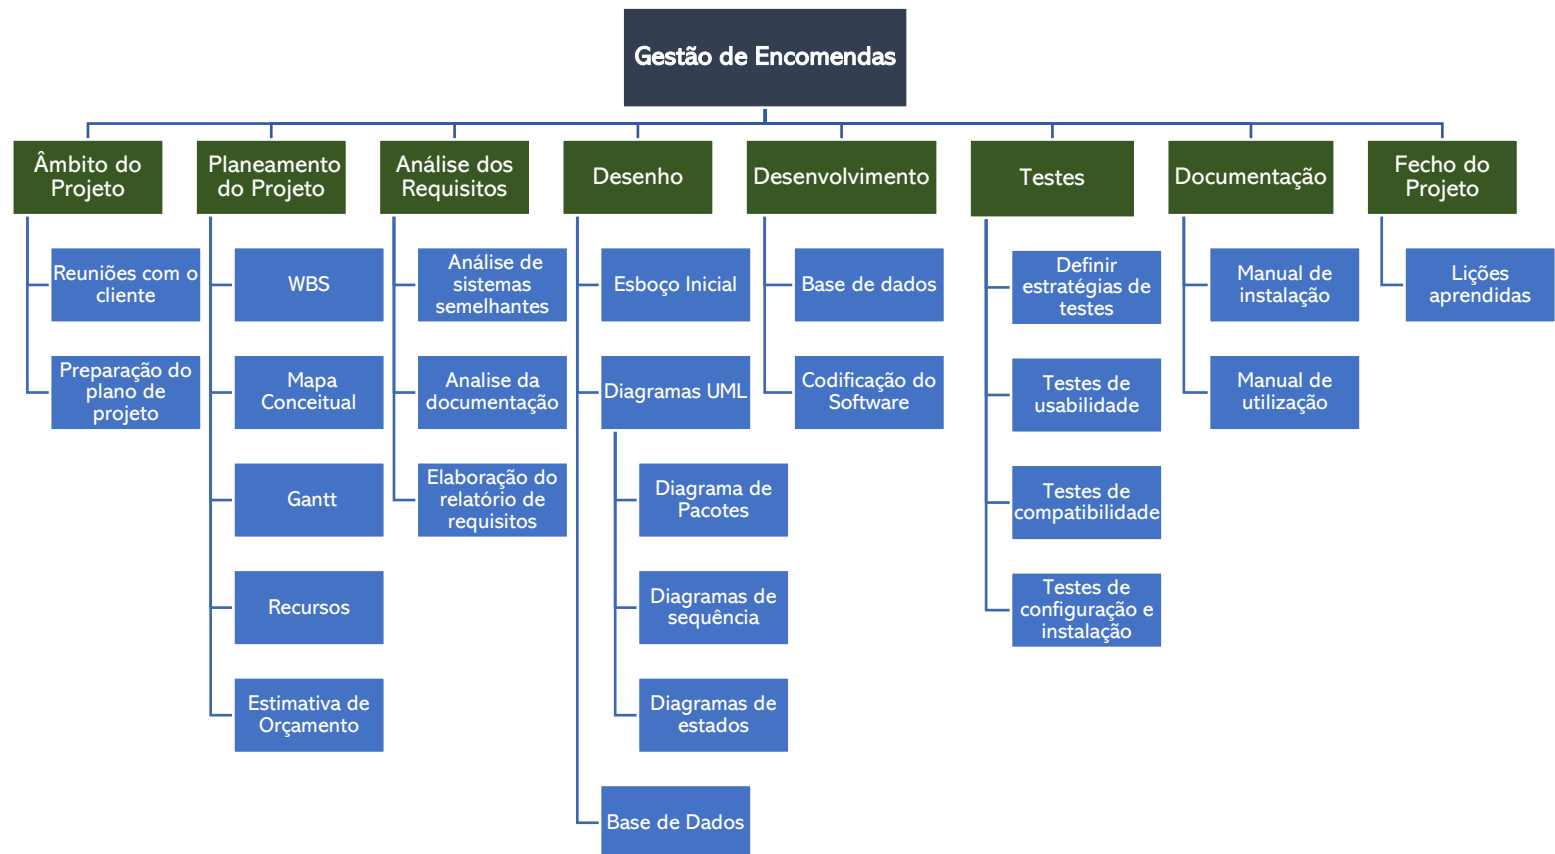 Gestão de Encomendas
Âmbito do
Projeto
Reuniões com o
cliente
Preparação do
plano de
projeto
Planeamento
do Projeto
WBS
Mapa
Conceitual
Gantt
Recursos
Estimativa de
Orçamento
Análise dos
Requisitos
Análise de
sistemas
semelhantes
Analise da
documentação
Elaboração do
relatório de
requisitos
Desenho
Esboço Inicial
Diagramas UML
Diagrama de
Pacotes
Diagramas de
sequência
Diagramas de
estados
Base de Dados
Desenvolvimento
Base de dados
Codificação do
Software
Testes
Definir
estratégias de
testes
Testes de
usabilidade
Testes de
compatibilidade
Testes de
configuração e
instalação
Documentação
Manual de
instalação
Manual de
utilização
Fecho do
Projeto
Lições
aprendidas